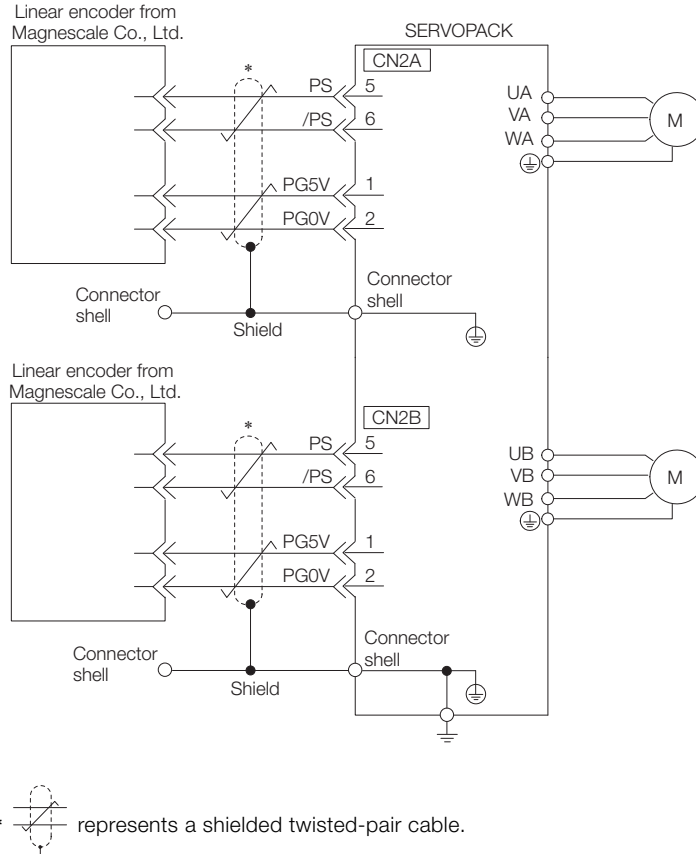 Linear encoder from
Magnescale Co., Ltd.
SERVOPACK
*
CN2A
PS
5
/PS
6
PG5V
1
PG0V
2
UA
VA
WA
M
Connector
shell
Shield
Connector
shell
Linear encoder from
Magnescale Co., Ltd.
*
CN2B
PS
5
/PS
6
PG5V
1
PG0V
2
UB
VB
WB
M
Connector
shell
Shield
Connector
shell
* represents a shielded twisted-pair cable.